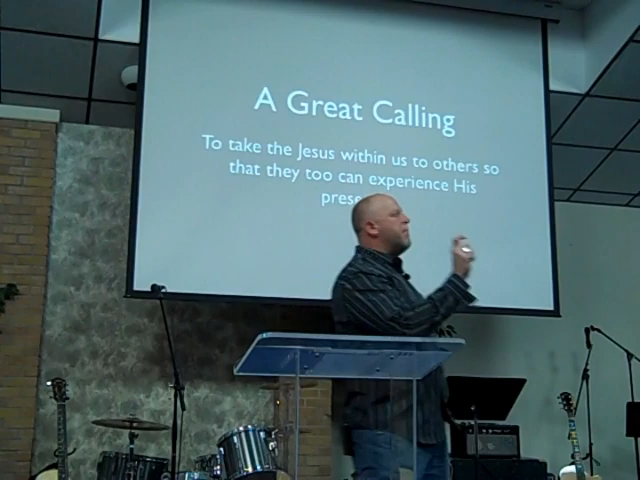 A Great Calling
To take the Jesus within us to others so
that they too can experience His